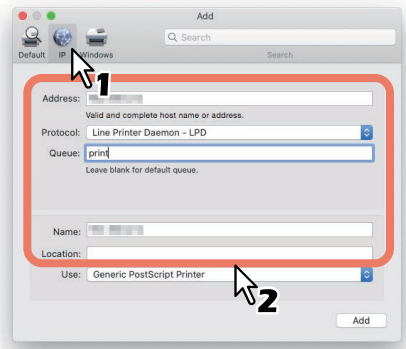 Add
Search
Default IP Windows Search
1
Address:
Valid and complete host name or address.
Protocol: Line Printer Daemon - LPD
Queue: print
Leave blank for default queue.
Name:
Location:
Use: Generic PostScript Printer
2
Add